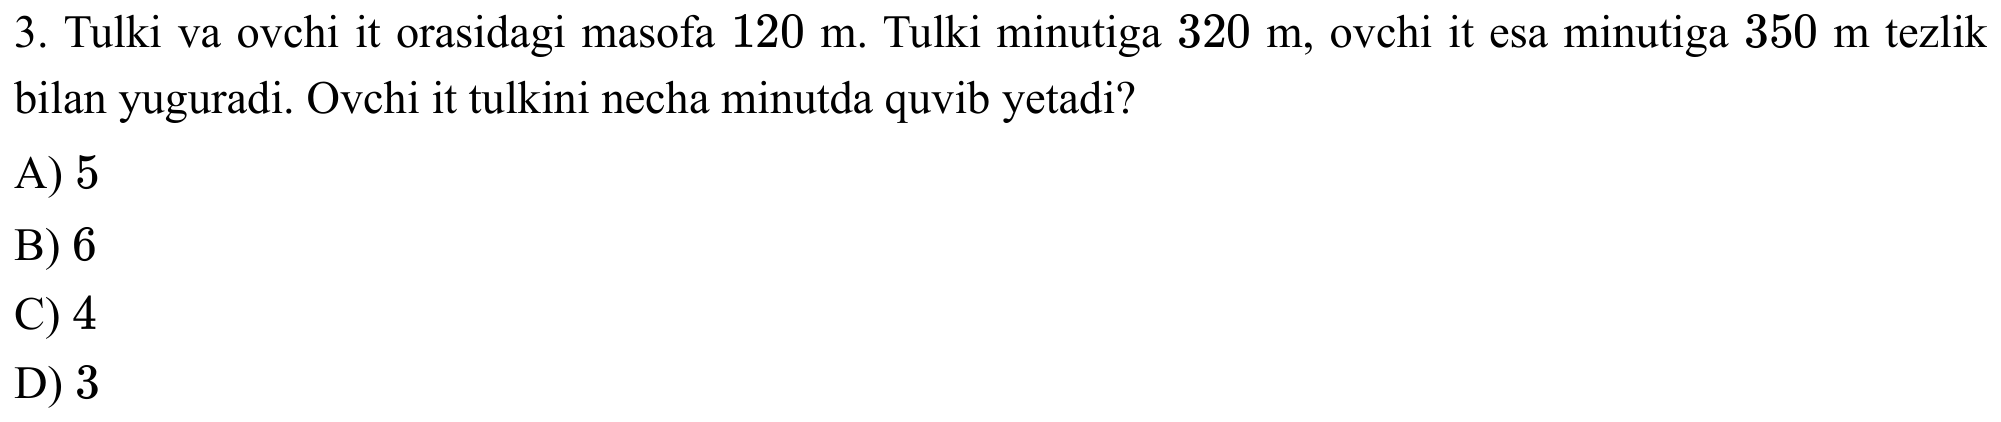 3. Tulki va ovchi it orasidagi masofa 120 m. Tulki minutiga 320 m, ovchi it esa minutiga 350 m tezlik
bilan yuguradi. Ovchi it tulkini necha minutda quvib yetadi?
A) 5
B) 6
C) 4
D) 3